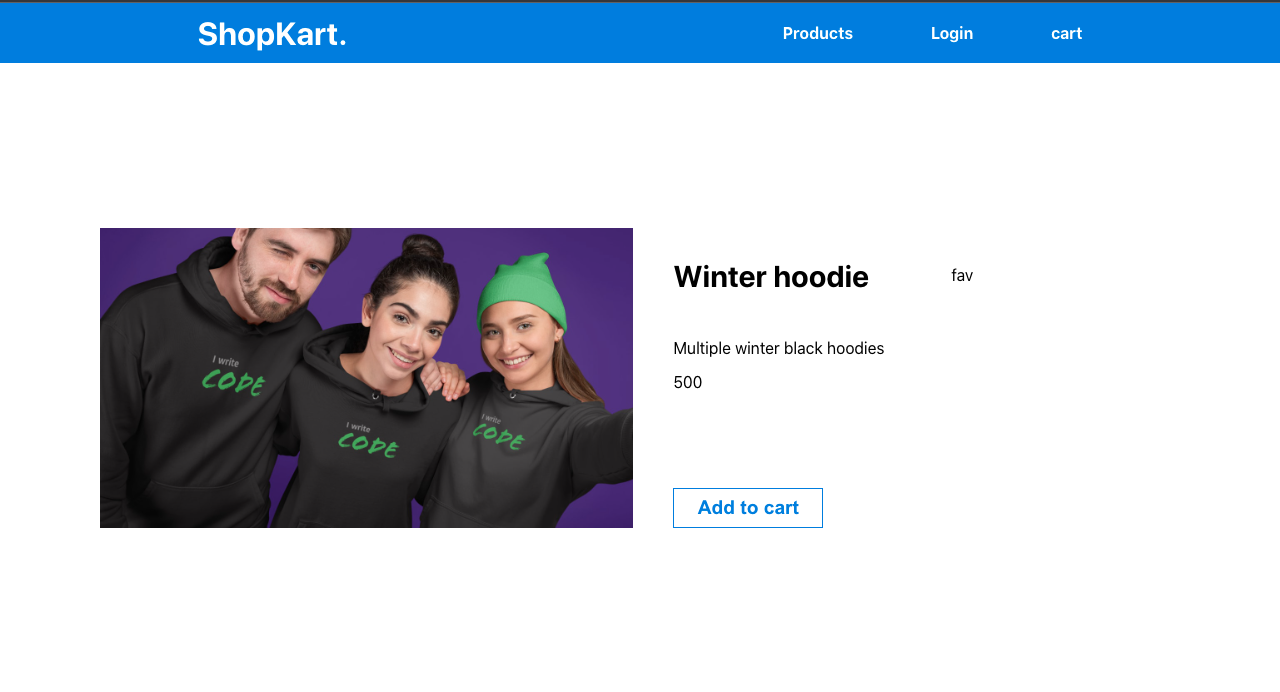 ShopKart.
Products
Login
cart
I write
CODE
I write
CODE
I write
CODE
Winter hoodie
fav
Multiple winter black hoodies
500
Add to cart